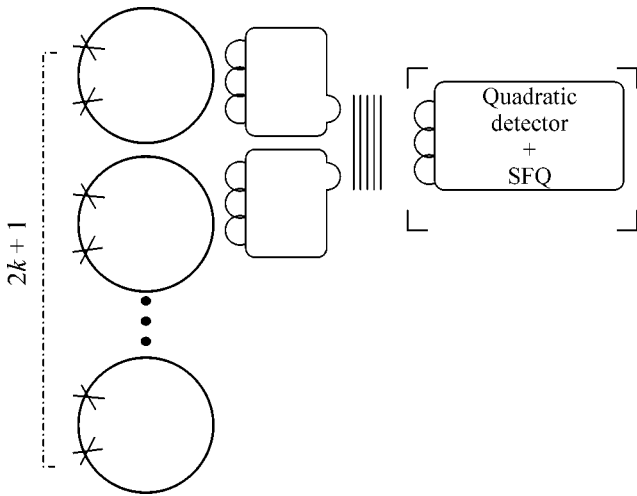 2k + 1
Quadratic
detector
+
SFQ